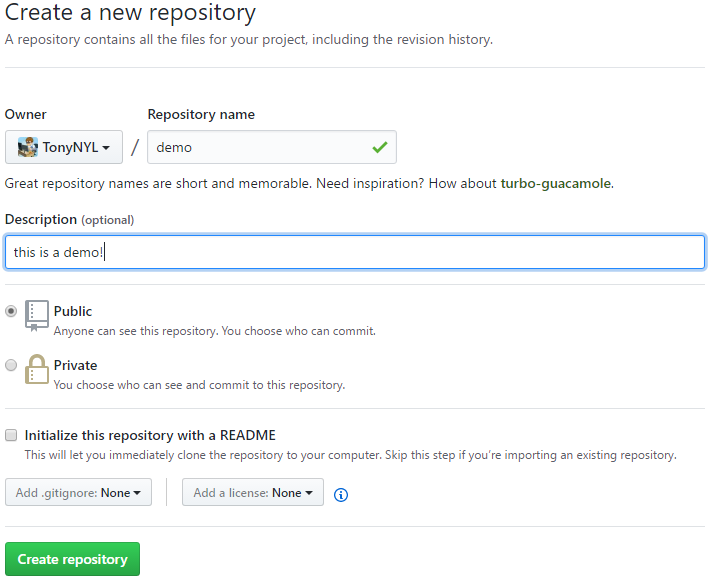 Create a new repository
A repository contains all the files for your project, including the revision history.
Owner
Repository name
TonyNYL
/
demo
Great repository names are short and memorable. Need inspiration? How about turbo-guacamole.
Description (optional)
this is a demo!
Public
Anyone can see this repository. You choose who can commit.
Private
You choose who can see and commit to this repository.
Initialize this repository with a README
This will let you immediately clone the repository to your computer. Skip this step if you’re importing an existing repository.
Add .gitignore: None
Add a license: None
Create repository